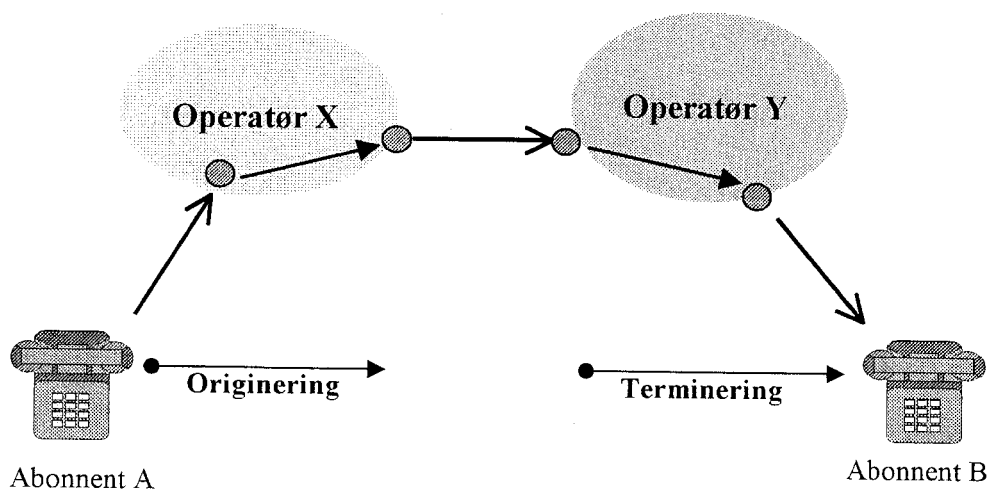 Operatør X
Operatør Y
Originering
Terminering
Abonnent A
Abonnent B